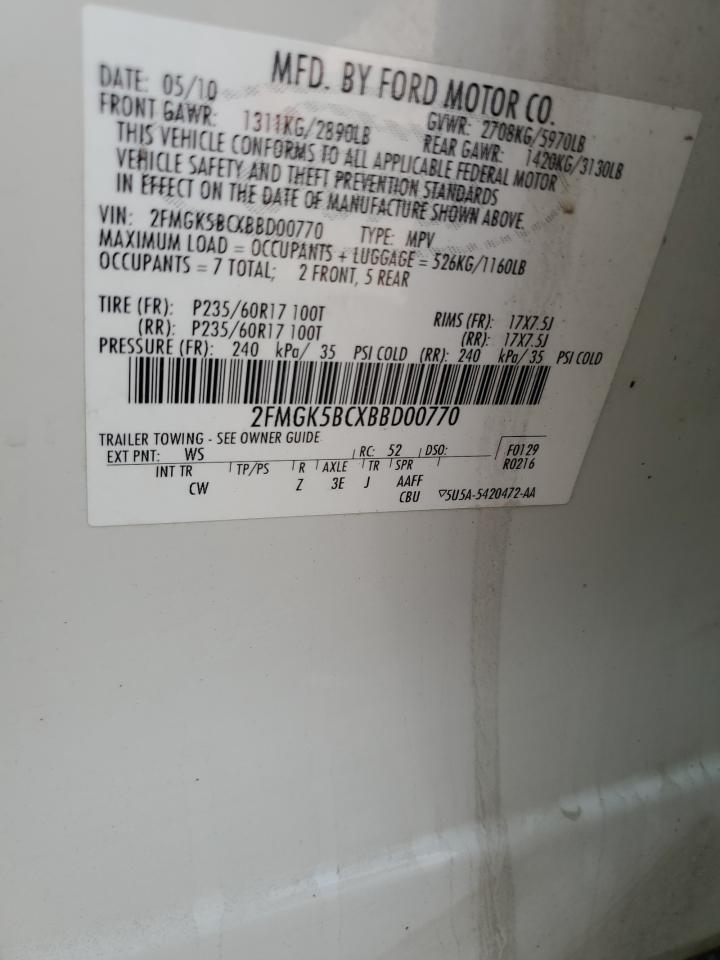 MFD. BY FORD MOTOR CO.
DATE: 05/10 GVWR: 2708KG/5970LB
FRONT GAWR: 1311KG/2890LB REAR GAWR: 1420KG/3130LB
THIS VEHICLE CONFORMS TO ALL APPLICABLE FEDERAL MOTOR
VEHICLE SAFETY AND THEFT PREVENTION STANDARDS
IN EFFECT ON THE DATE OF MANUFACTURE SHOWN ABOVE.
VIN: 2FMGK5BCXBBD00770 TYPE: MPV
MAXIMUM LOAD = OCCUPANTS + LUGGAGE = 526KG/1160LB
OCCUPANTS = 7 TOTAL; 2 FRONT, 5 REAR
TIRE (FR): P235/60R17 100T RIMS (FR): 17X7.5J
(RR): P235/60R17 100T (RR): 17X7.5J
PRESSURE (FR): 240 kPa/ 35 PSI COLD (RR): 240 kPa/ 35 PSI COLD
2FMGK5BCXBBD00770
TRAILER TOWING - SEE OWNER GUIDE
EXT PNT: WS RC: 52 DSO: F0129
INT TR TP/PS R AXLE TR SPR R0216
CW Z 3E J AAFF
CBU 5U5A-5420472-AA